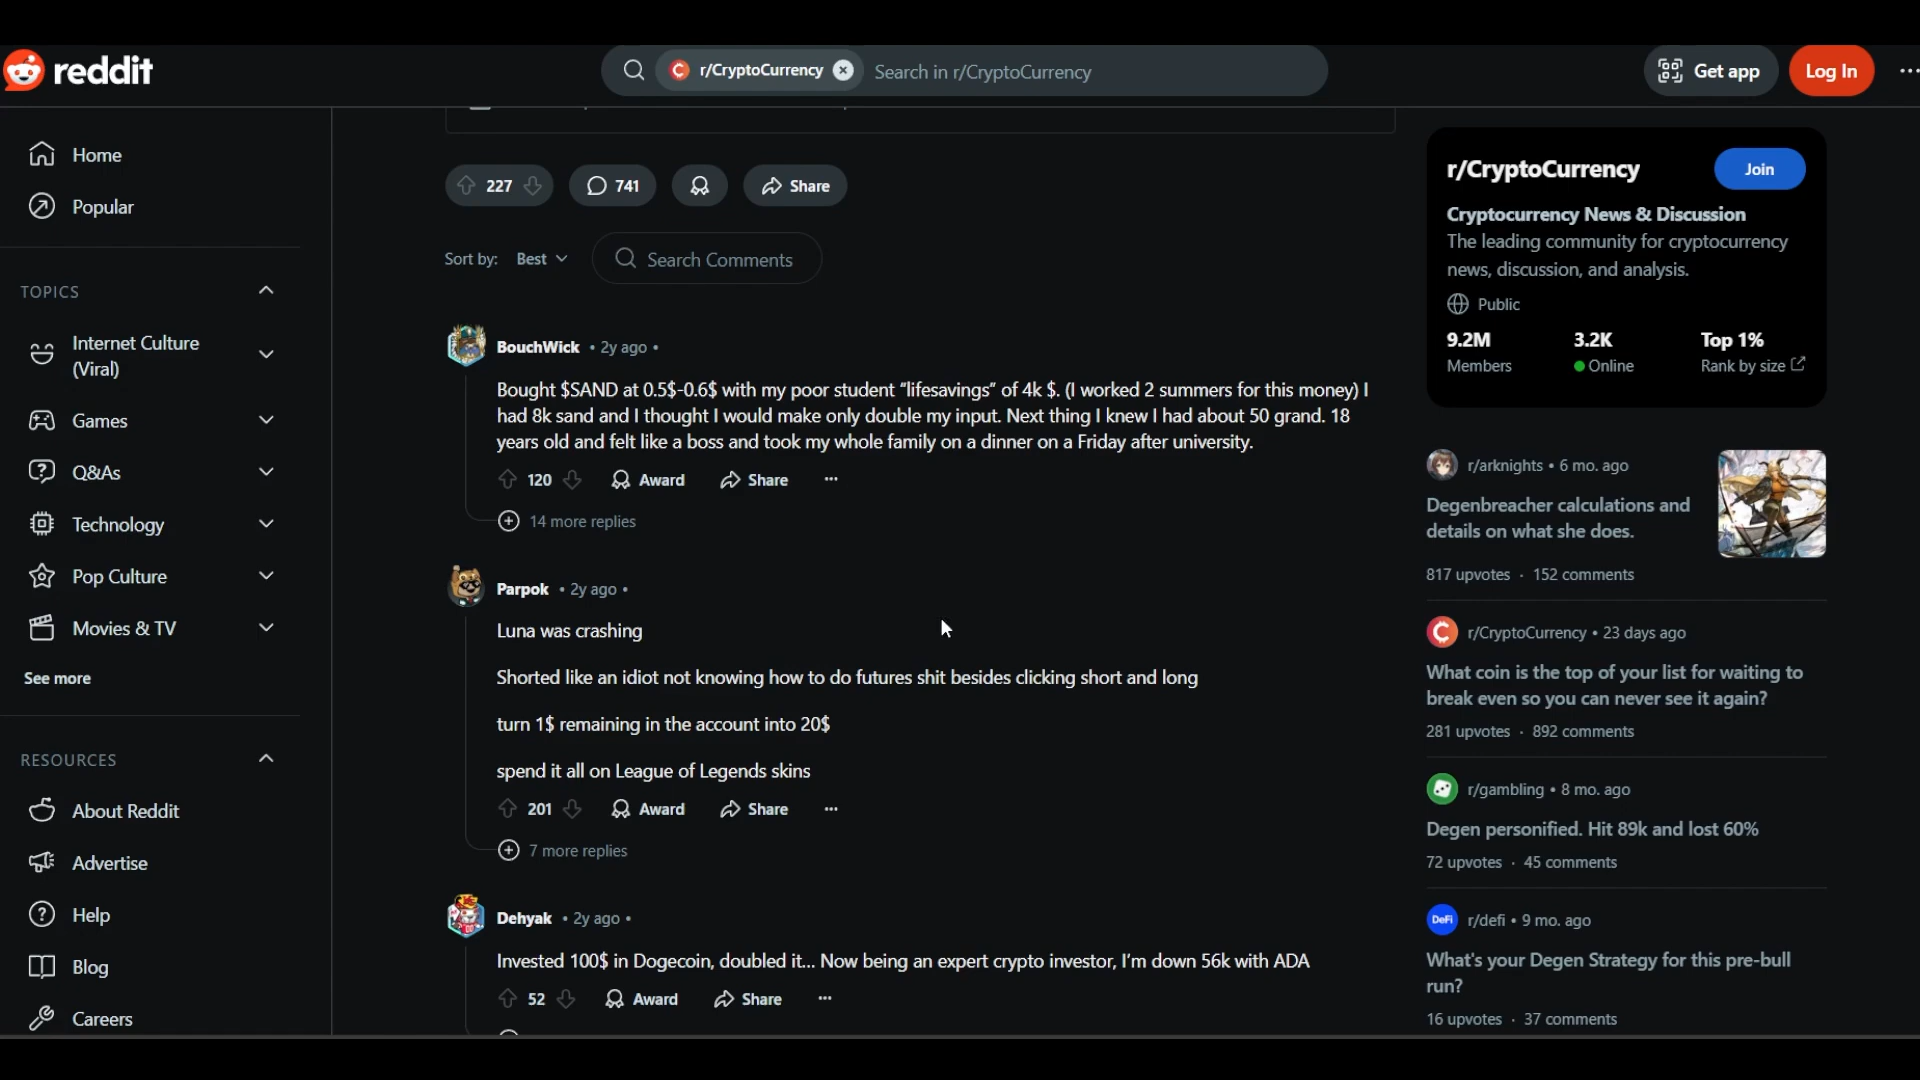 reddit
r/CryptoCurrency
Search in r/CryptoCurrency
Get app
Log In
Home
Popular
TOPICS
Internet Culture
(Viral)
Games
Q&As
Technology
Pop Culture
Movies & TV
See more
RESOURCES
About Reddit
Advertise
Help
Blog
Careers
227
741
Share
Sort by: Best
Search Comments
BouchWick • 2y ago •
Bought $SAND at 0.5$-0.6$ with my poor student “lifesavings” of 4k $. (I worked 2 summers for this money) I
had 8k sand and I thought I would make only double my input. Next thing I knew I had about 50 grand. 18
years old and felt like a boss and took my whole family on a dinner on a Friday after university.
120 Award Share ...
14 more replies
Parpok • 2y ago •
Luna was crashing
Shorted like an idiot not knowing how to do futures shit besides clicking short and long
turn 1$ remaining in the account into 20$
spend it all on League of Legends skins
201 Award Share ...
7 more replies
Dehyak • 2y ago •
Invested 100$ in Dogecoin, doubled it... Now being an expert crypto investor, I’m down 56k with ADA
52 Award Share ...
r/CryptoCurrency
Join
Cryptocurrency News & Discussion
The leading community for cryptocurrency
news, discussion, and analysis.
Public
9.2M 3.2K Top 1%
Members Online Rank by size
r/arknights • 6 mo. ago
Degenbreacher calculations and
details on what she does.
817 upvotes · 152 comments
r/CryptoCurrency • 23 days ago
What coin is the top of your list for waiting to
break even so you can never see it again?
281 upvotes · 892 comments
r/gambling • 8 mo. ago
Degen personified. Hit 89k and lost 60%
72 upvotes · 45 comments
DeFi r/defi • 9 mo. ago
What's your Degen Strategy for this pre-bull
run?
16 upvotes · 37 comments